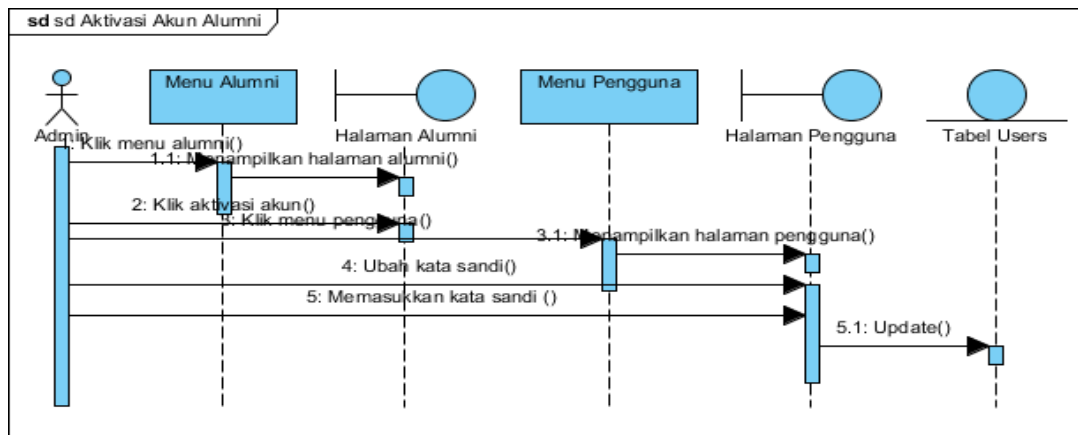 sd sd Aktivasi Akun Alumni
Menu Alumni
Menu Pengguna
Admin
Halaman Alumni
Halaman Pengguna
Tabel Users
1: Klik menu alumni()
1.1: Menampilkan halaman alumni()
2: Klik aktivasi akun()
3: Klik menu pengguna()
3.1: Menampilkan halaman pengguna()
4: Ubah kata sandi()
5: Memasukkan kata sandi ()
5.1: Update()